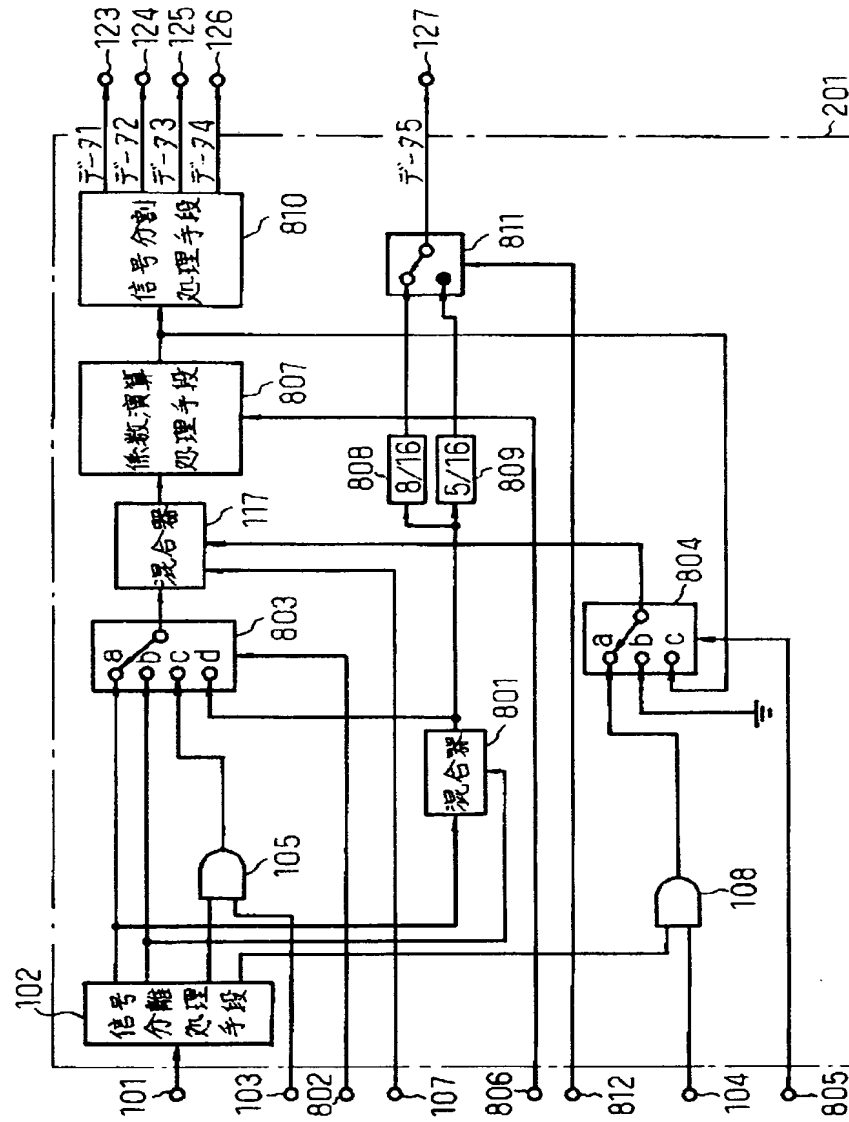 101
103
802
107
806
812
104
805
102
信号
分離
処理
手段
105
108
a
b
c
d
803
混合器
801
混合器
117
a
b
c
804
係数演算
処理手段
807
8/16
808
5/16
809
信号分割
処理手段
810
811
データ1
データ2
データ3
データ4
データ5
123
124
125
126
127
201